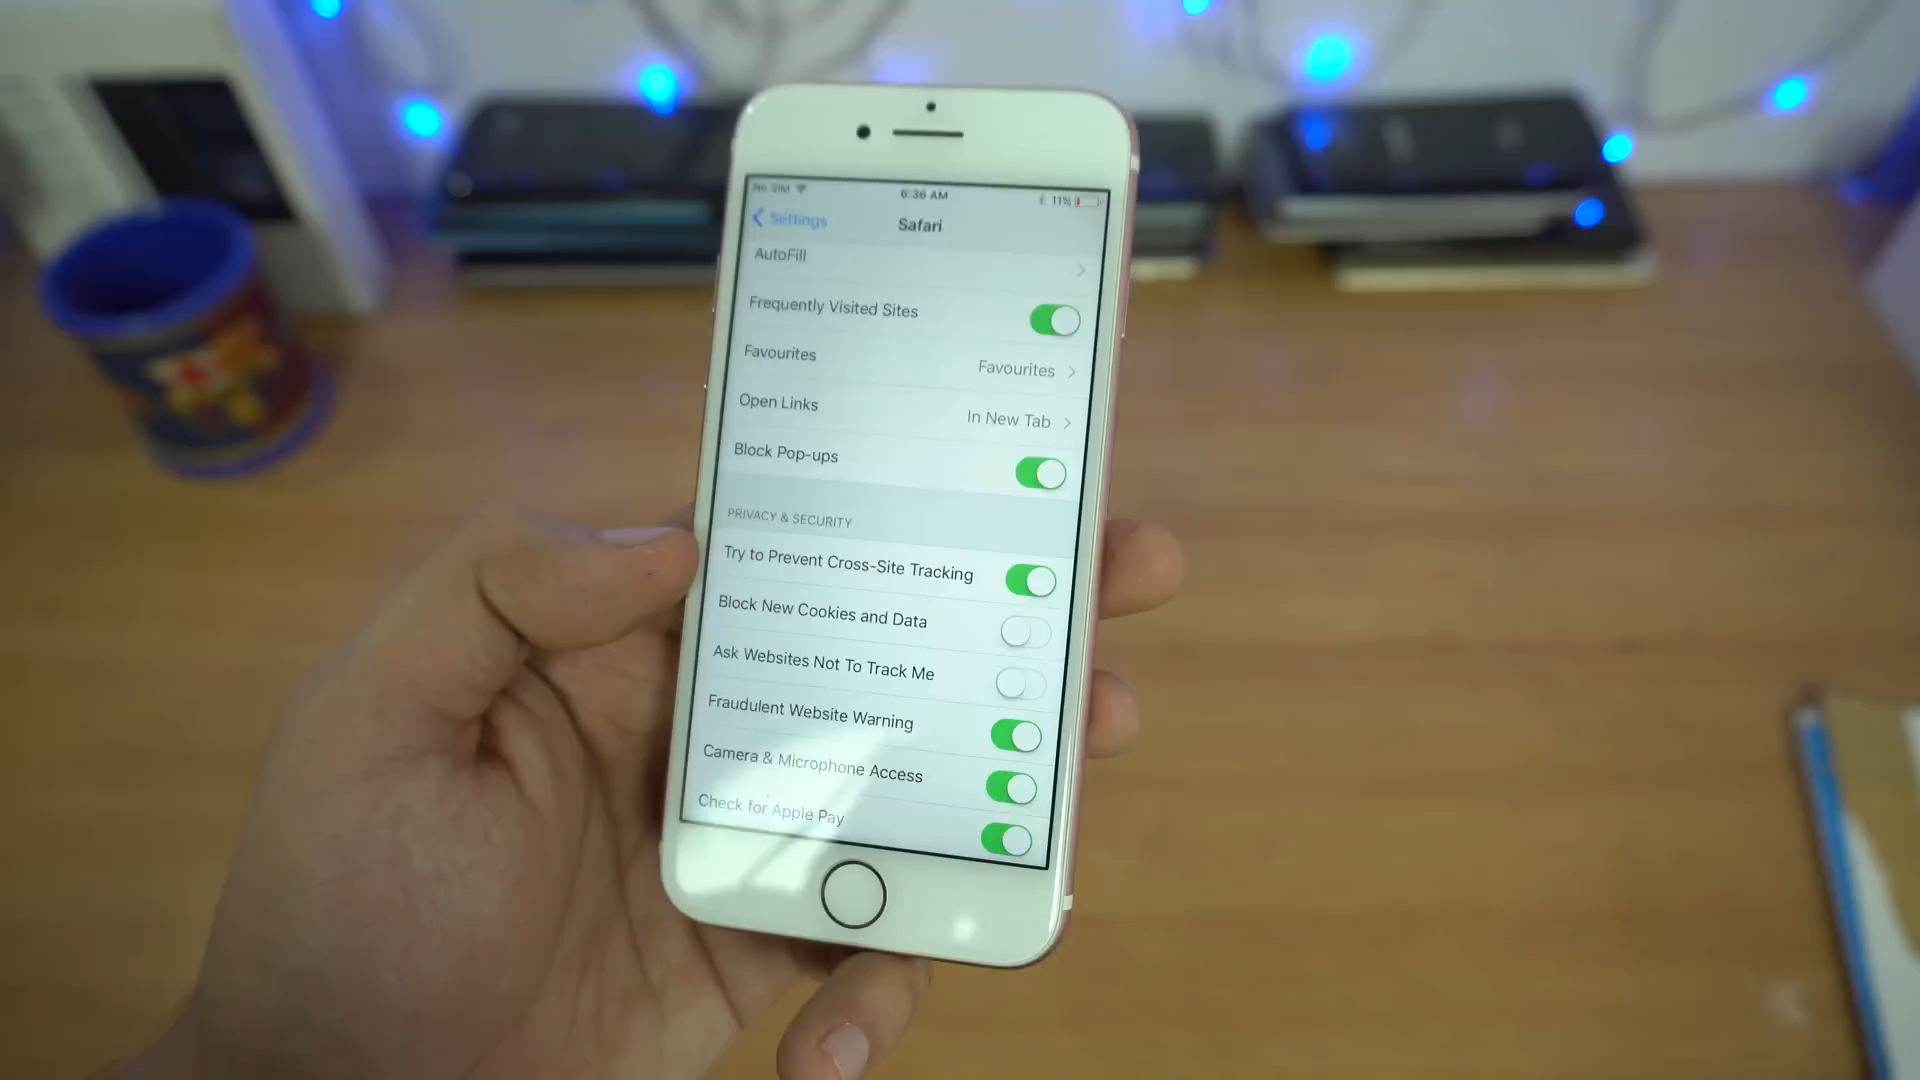 No SIM 6:36 AM 11%
Settings Safari
AutoFill
Frequently Visited Sites
Favourites Favourites
Open Links In New Tab
Block Pop-ups
PRIVACY & SECURITY
Try to Prevent Cross-Site Tracking
Block New Cookies and Data
Ask Websites Not To Track Me
Fraudulent Website Warning
Camera & Microphone Access
Check for Apple Pay